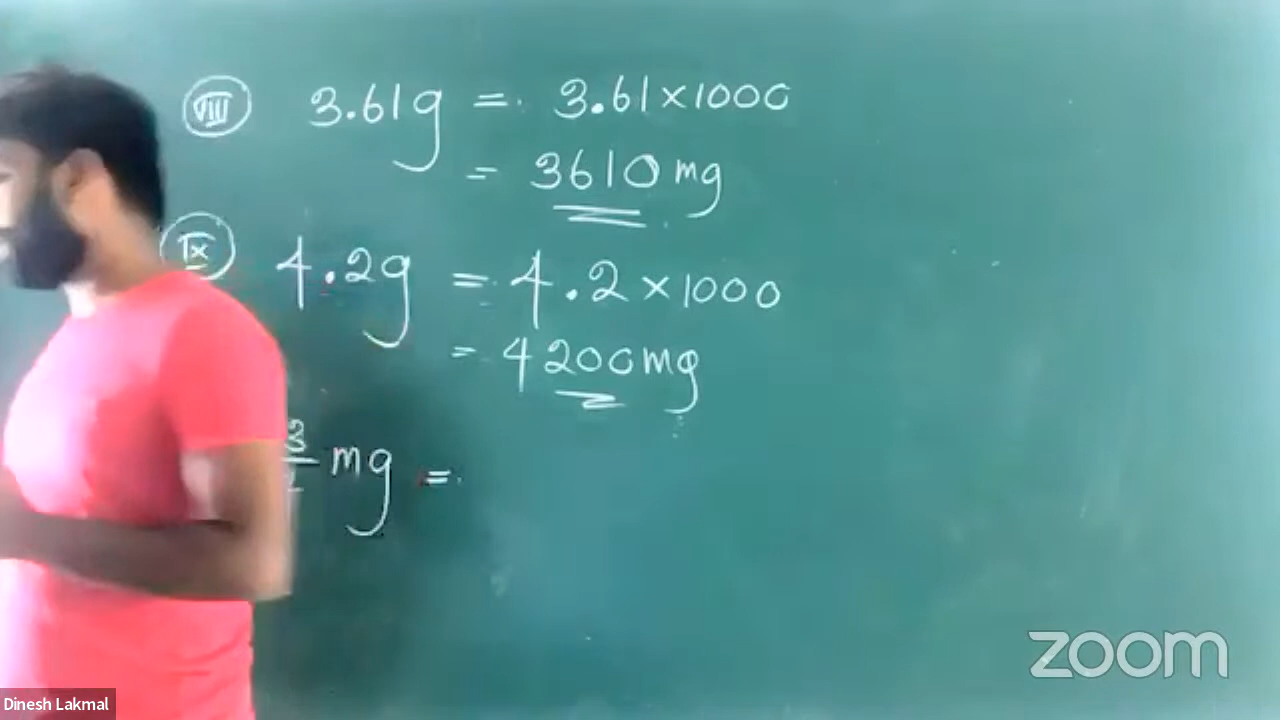 VIII 3.61g = 3.61×1000
= 3610 mg
IX 4.2g = 4.2×1000
= 4200mg
mg =
zoom
Dinesh Lakmal